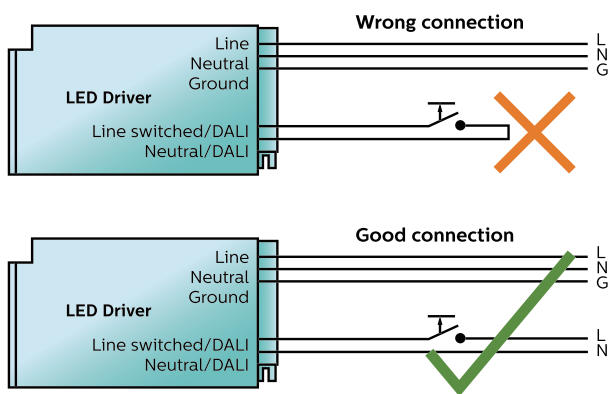 Wrong connection
Line
L
Neutral
N
G
Ground
LED Driver
Line switched/DALI
Neutral/DALI
Good connection
Line
L
Neutral
N
G
Ground
LED Driver
Line switched/DALI
L
Neutral/DALI
N